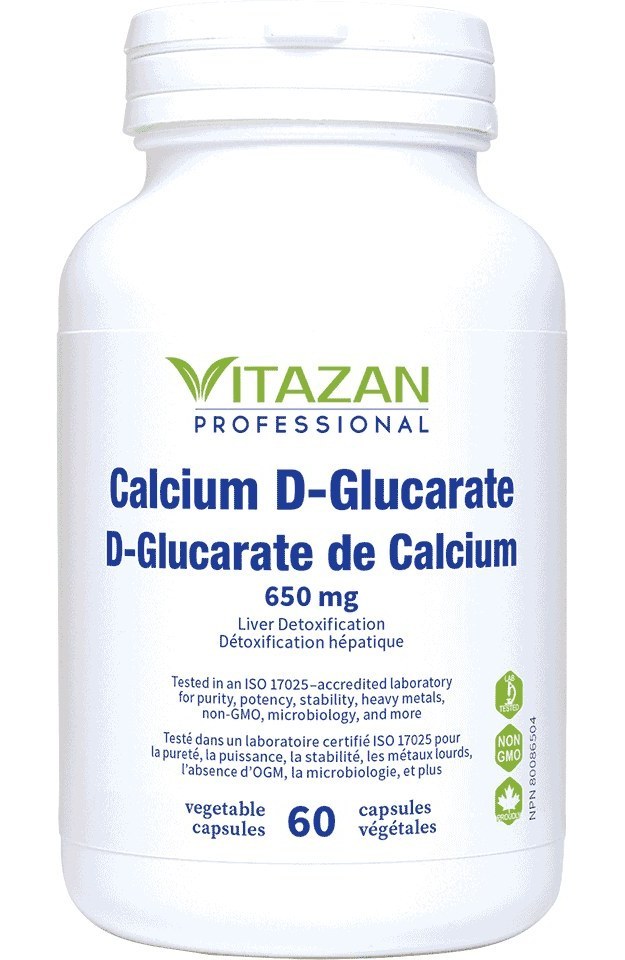 VITAZAN
PROFESSIONAL
Calcium D-Glucarate
D-Glucarate de Calcium
650 mg
Liver Detoxification
Détoxification hépatique
Tested in an ISO 17025–accredited laboratory
for purity, potency, stability, heavy metals,
non-GMO, microbiology, and more
Testé dans un laboratoire certifié ISO 17025 pour
la pureté, la puissance, la stabilité, les métaux lourds,
l’absence d’OGM, la microbiologie, et plus
vegetable
capsules
60
capsules
végétales
LAB
TESTED
NON
GMO
PROUDLY
NPN 80086504